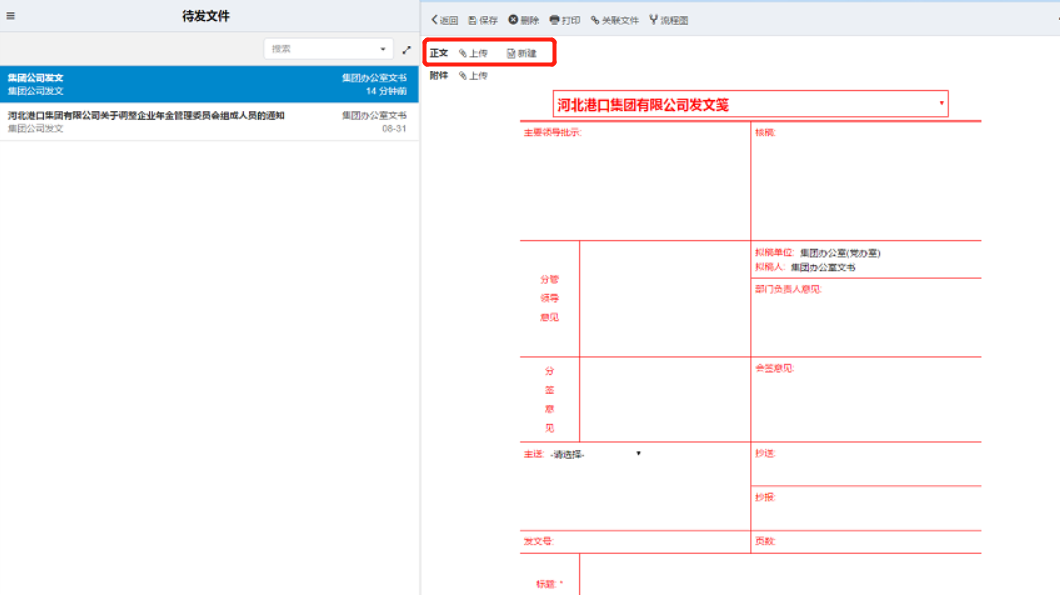 待发文件
搜索
集团公司发文 集团办公室文书
集团公司发文 14 分钟前
河北港口集团有限公司关于调整企业年金管理委员会组成人员的通知 集团办公室文书
集团公司发文 08-31
返回 保存 删除 打印 关联文件 流程图
正文 上传 新建
附件 上传
河北港口集团有限公司发文笺
主要领导批示: 核稿:
拟稿单位: 集团办公室(党办室)
拟稿人: 集团办公室文书
分管
领导
意见
部门负责人意见:
分
签
意
见
会签意见:
主送: -请选择- 抄送:
抄报:
发文号: 页数:
标题: *